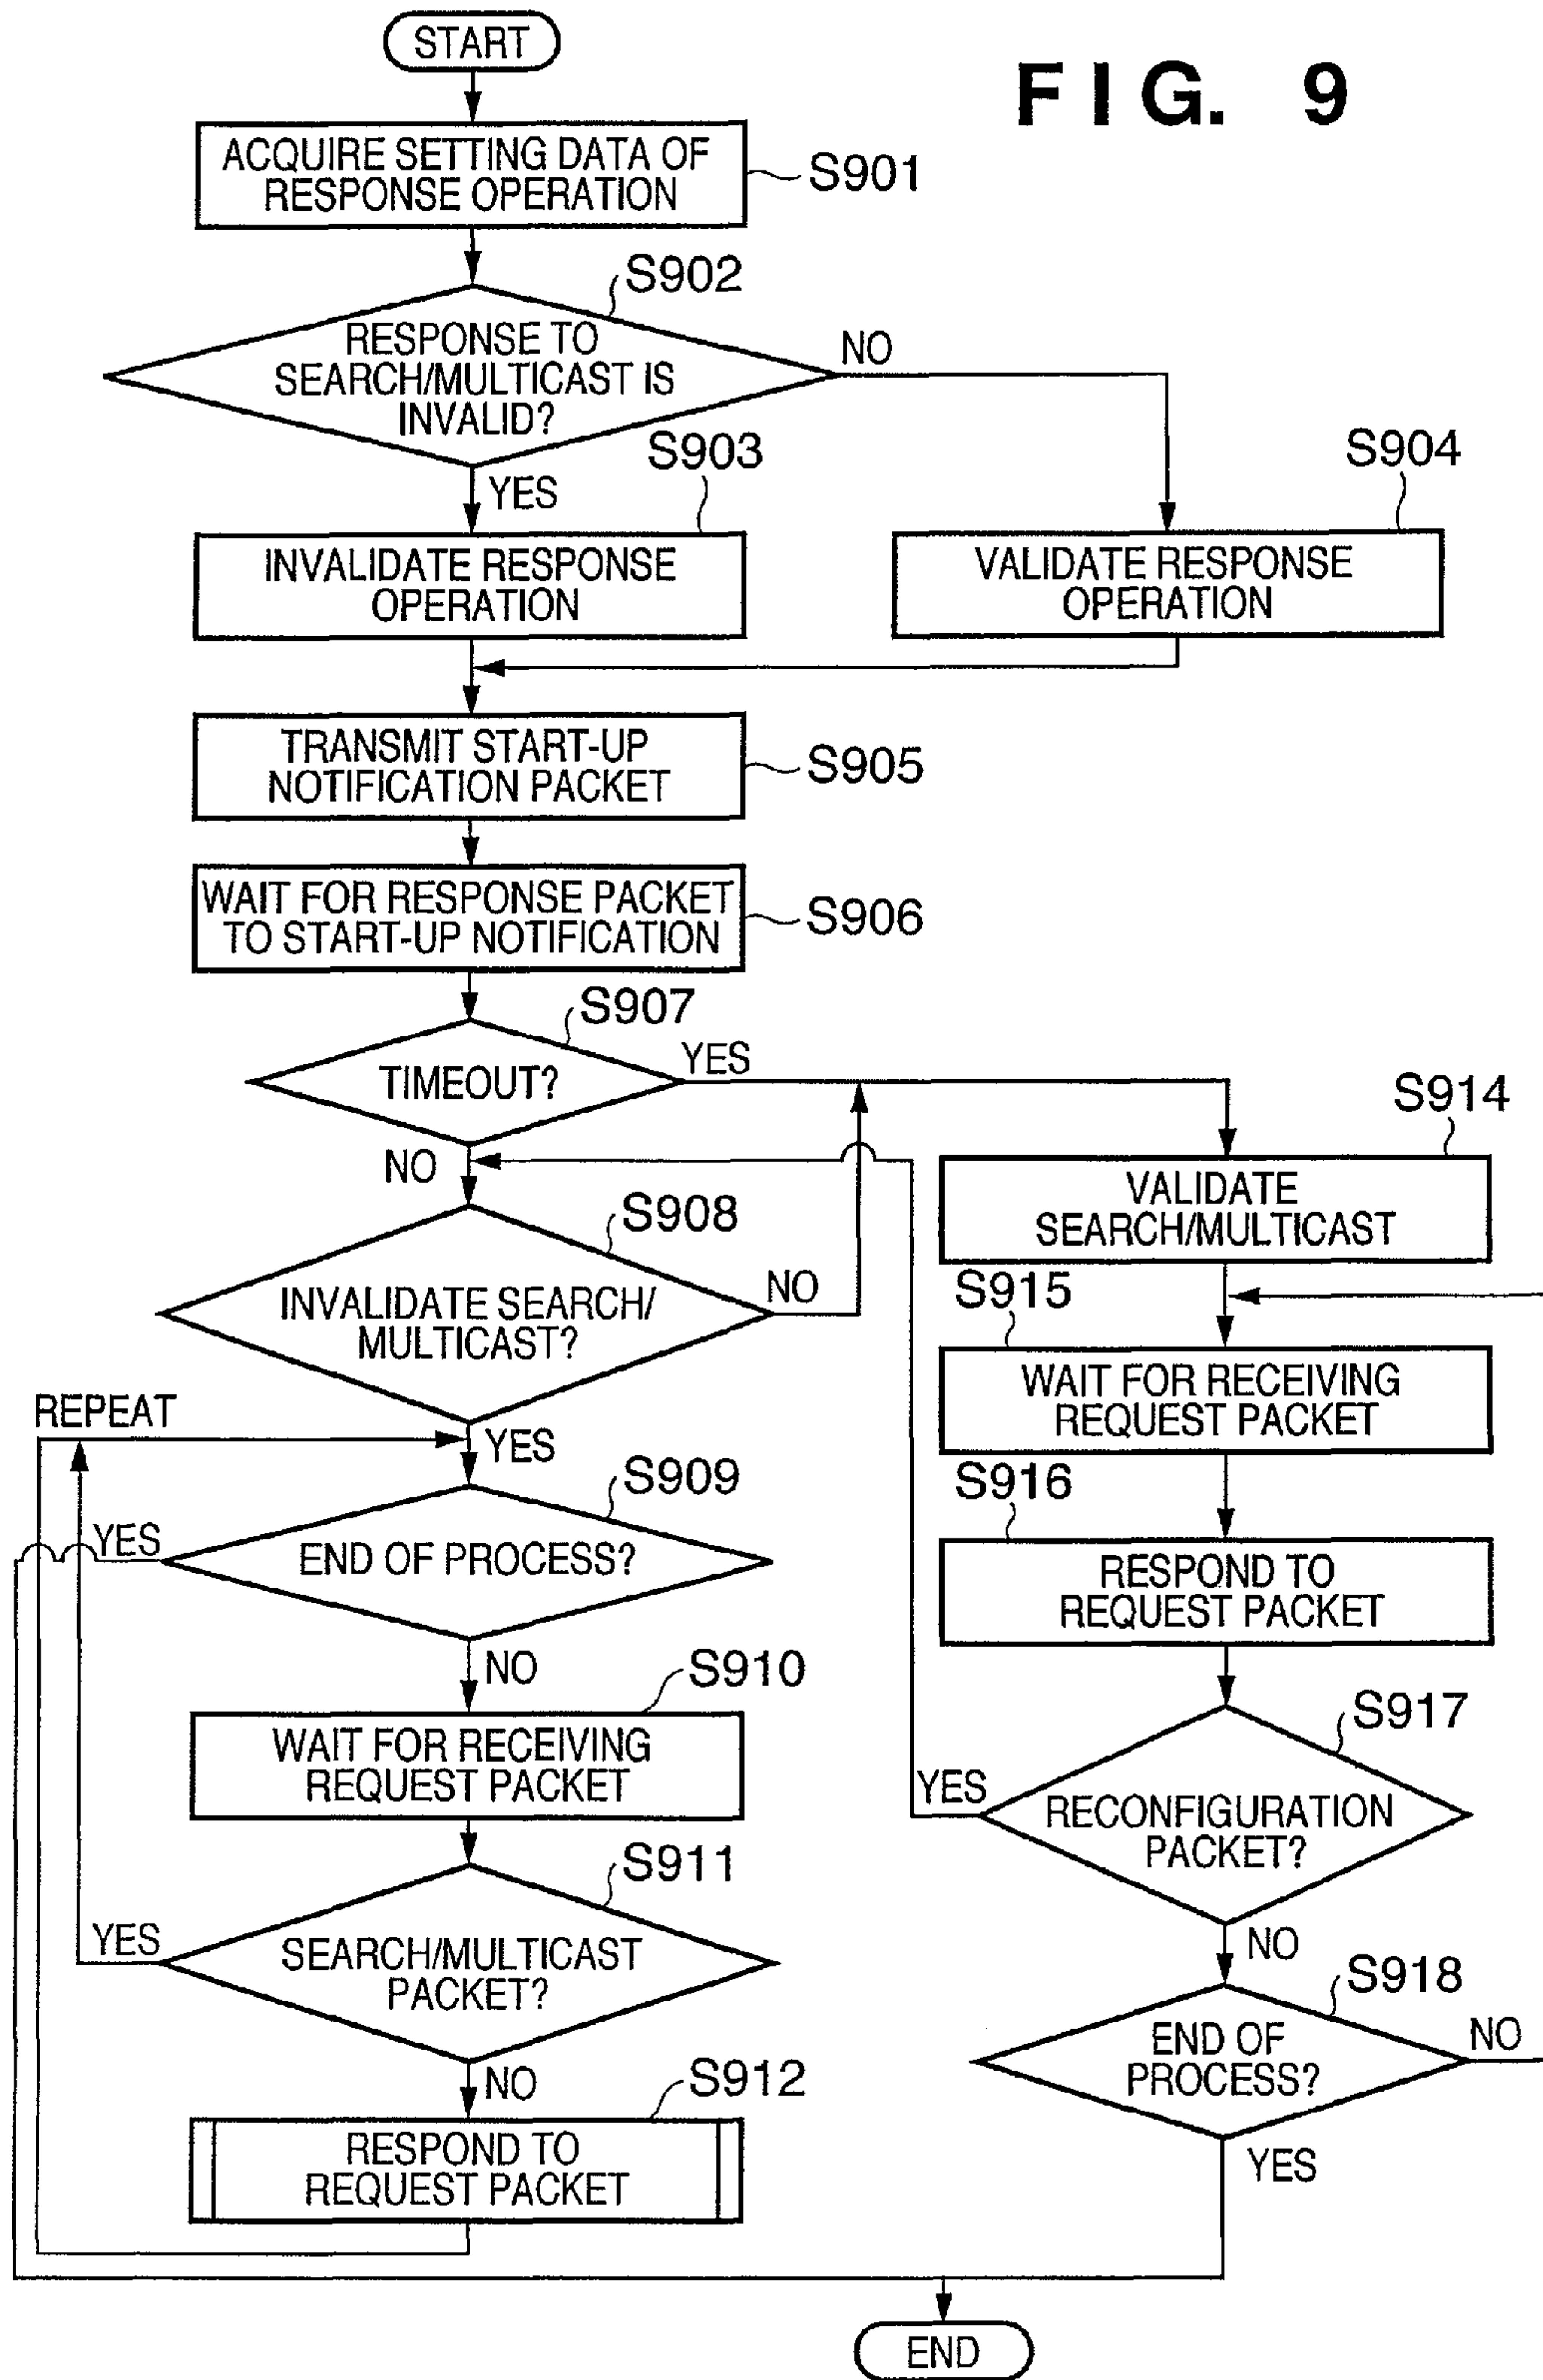 START
FIG. 9
ACQUIRE SETTING DATA OF
RESPONSE OPERATION
S901
S902
RESPONSE TO
SEARCH/MULTICAST IS
INVALID?
NO
YES
S903
INVALIDATE RESPONSE
OPERATION
S904
VALIDATE RESPONSE
OPERATION
TRANSMIT START-UP
NOTIFICATION PACKET
S905
WAIT FOR RESPONSE PACKET
TO START-UP NOTIFICATION
S906
S907
TIMEOUT?
YES
NO
S908
INVALIDATE SEARCH/
MULTICAST?
NO
YES
REPEAT
S909
END OF PROCESS?
YES
NO
S910
WAIT FOR RECEIVING
REQUEST PACKET
S911
SEARCH/MULTICAST
PACKET?
YES
NO
S912
RESPOND TO
REQUEST PACKET
S914
VALIDATE
SEARCH/MULTICAST
S915
WAIT FOR RECEIVING
REQUEST PACKET
S916
RESPOND TO
REQUEST PACKET
S917
RECONFIGURATION
PACKET?
YES
NO
S918
END OF
PROCESS?
NO
YES
END